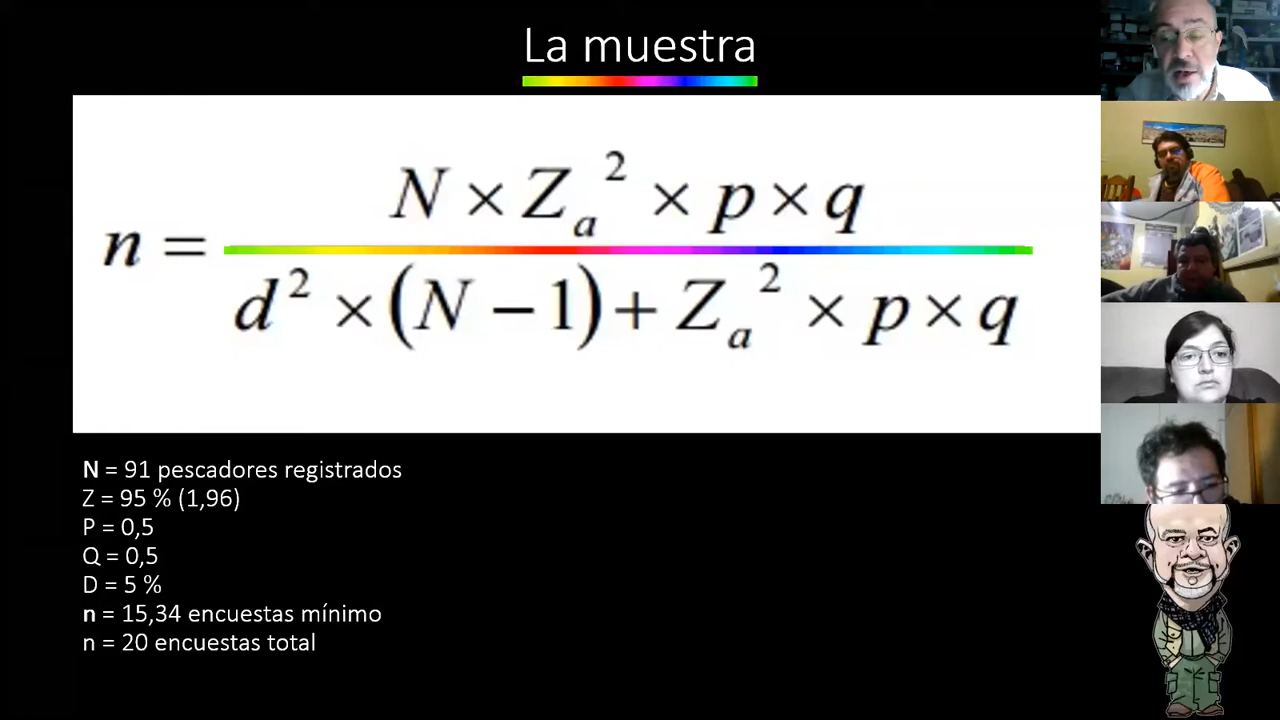 La muestra
n = N × Zₐ² × p × q
d² × (N − 1) + Zₐ² × p × q
N = 91 pescadores registrados
Z = 95 % (1,96)
P = 0,5
Q = 0,5
D = 5 %
n = 15,34 encuestas mínimo
n = 20 encuestas total